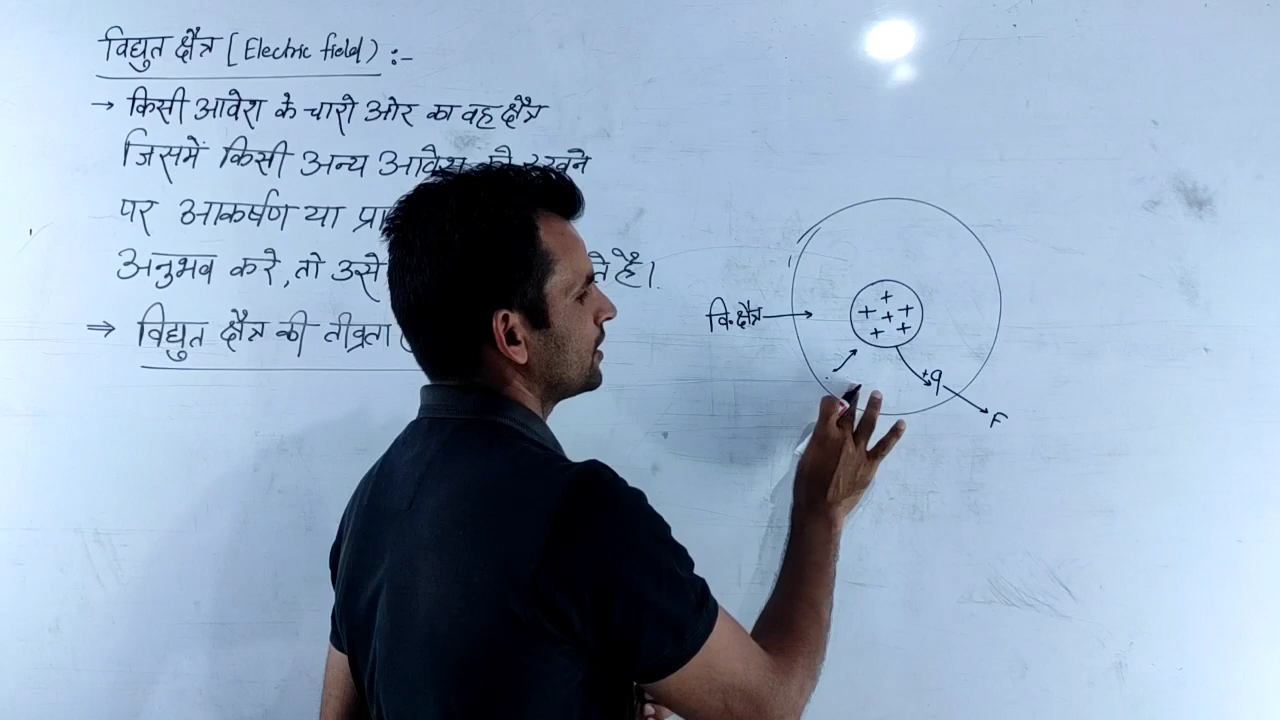 विद्युत क्षैत्र [Electric field) :-
→ किसी आवेश के चारो ओर का वह क्षैत्र
जिसमें किसी अन्य आवेश को रखने
पर आकर्षण या
अनुभव करे, तो उसे है।
⇒ विद्युत क्षैत्र की तीव्रता (
वि.क्षैत्र →
+ + + + + +
+q
F